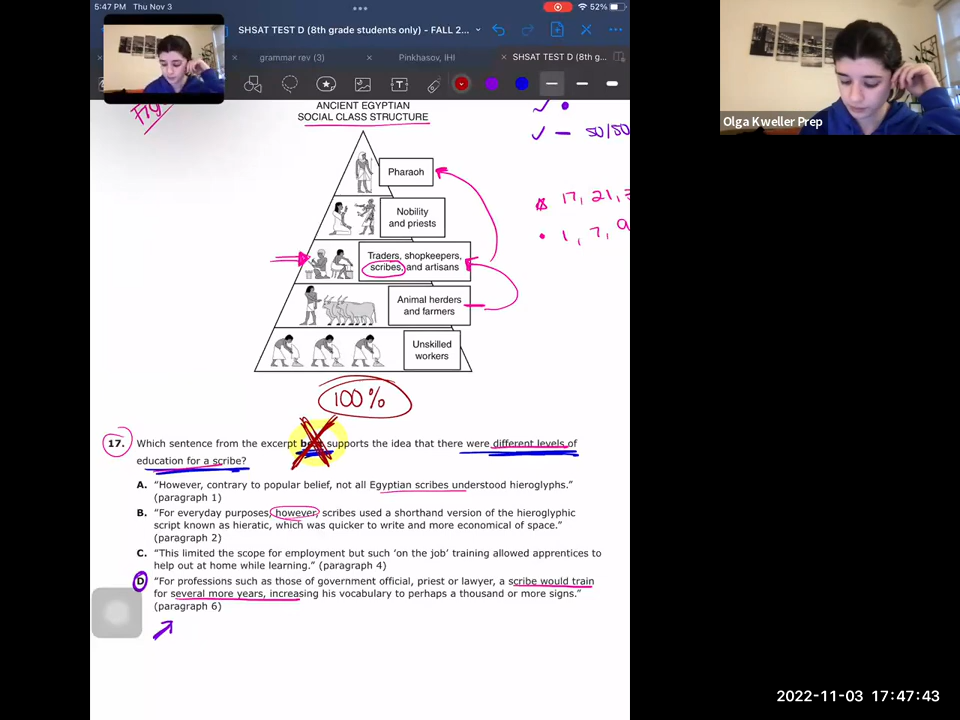 5:47 PM Thu Nov 3
52%
SHSAT TEST D (8th grade students only) - FALL 2...
grammar rev (3)
Pinkhasov, IHI
SHSAT TEST D (8th g...
Olga Kweller Prep
Fig
ANCIENT EGYPTIAN
SOCIAL CLASS STRUCTURE
50/50
17, 21,
1, 7, 9
Pharaoh
Nobility
and priests
Traders, shopkeepers,
scribes, and artisans
Animal herders
and farmers
Unskilled
workers
100%
17. Which sentence from the excerpt best supports the idea that there were different levels of
education for a scribe?
A. “However, contrary to popular belief, not all Egyptian scribes understood hieroglyphs.”
(paragraph 1)
B. “For everyday purposes, however, scribes used a shorthand version of the hieroglyphic
script known as hieratic, which was quicker to write and more economical of space.”
(paragraph 2)
C. “This limited the scope for employment but such ‘on the job’ training allowed apprentices to
help out at home while learning.” (paragraph 4)
D. “For professions such as those of government official, priest or lawyer, a scribe would train
for several more years, increasing his vocabulary to perhaps a thousand or more signs.”
(paragraph 6)
2022-11-03 17:47:43